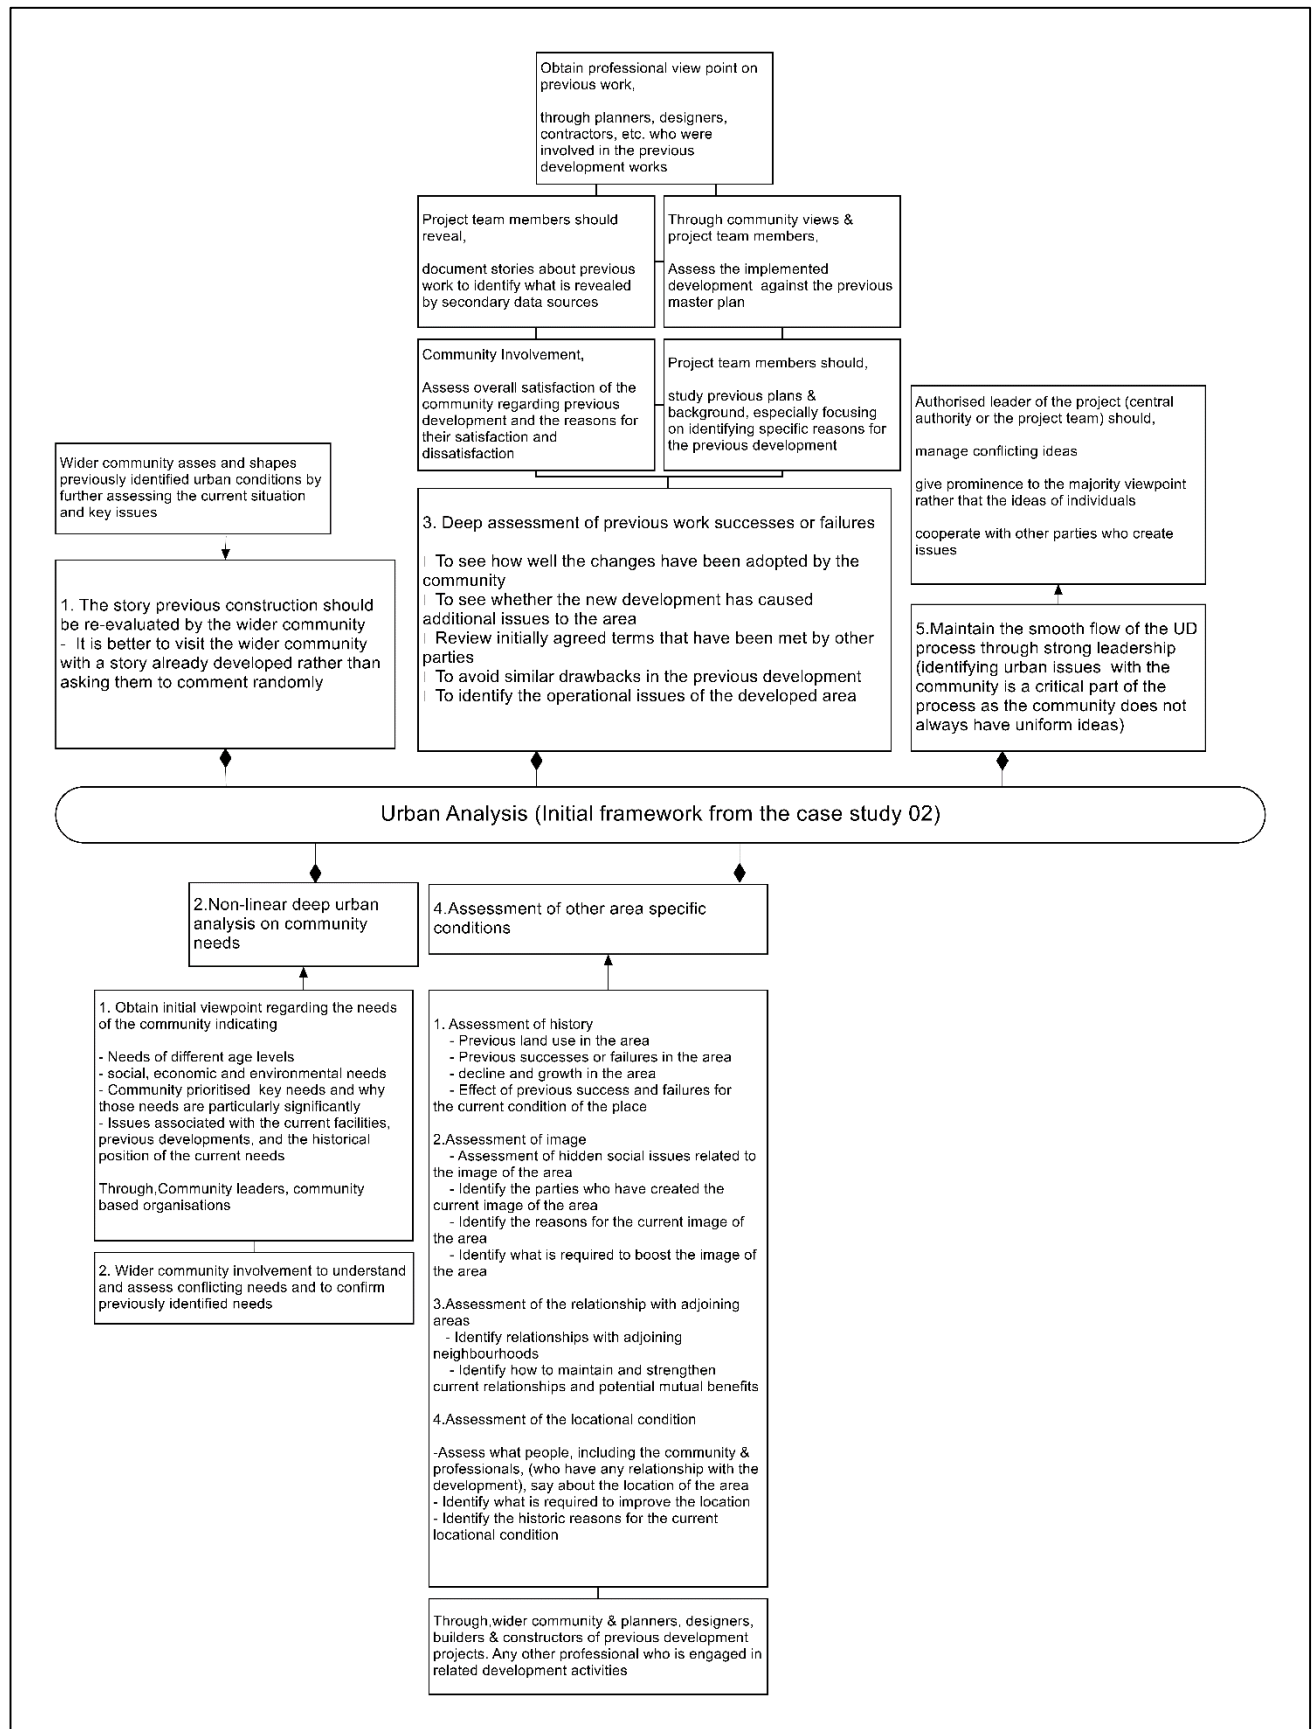 Obtain professional view point on
previous work,
through planners, designers,
contractors, etc. who were
involved in the previous
development works
Project team members should
reveal,
document stories about previous
work to identify what is revealed
by secondary data sources
Through community views &
project team members,
Assess the implemented
development against the previous
master plan
Community Involvement,
Assess overall satisfaction of the
community regarding previous
development and the reasons for
their satisfaction and
dissatisfaction
Project team members should,
study previous plans &
background, especially focusing
on identifying specific reasons for
the previous development
Authorised leader of the project (central
authority or the project team) should,
manage conflicting ideas
give prominence to the majority viewpoint
rather that the ideas of individuals
cooperate with other parties who create
issues
Wider community asses and shapes
previously identified urban conditions by
further assessing the current situation
and key issues
3. Deep assessment of previous work successes or failures
To see how well the changes have been adopted by the
community
To see whether the new development has caused
additional issues to the area
Review initially agreed terms that have been met by other
parties
To avoid similar drawbacks in the previous development
To identify the operational issues of the developed area
1. The story previous construction should
be re-evaluated by the wider community
- It is better to visit the wider community
with a story already developed rather than
asking them to comment randomly
5.Maintain the smooth flow of the UD
process through strong leadership
(identifying urban issues with the
community is a critical part of the
process as the community does not
always have uniform ideas)
Urban Analysis (Initial framework from the case study 02)
2.Non-linear deep urban
analysis on community
needs
4.Assessment of other area specific
conditions
1. Obtain initial viewpoint regarding the needs
of the community indicating
- Needs of different age levels
- social, economic and environmental needs
- Community prioritised key needs and why
those needs are particularly significantly
- Issues associated with the current facilities,
previous developments, and the historical
position of the current needs
Through,Community leaders, community
based organisations
2. Wider community involvement to understand
and assess conflicting needs and to confirm
previously identified needs
1. Assessment of history
- Previous land use in the area
- Previous successes or failures in the area
- decline and growth in the area
- Effect of previous success and failures for
the current condition of the place
2.Assessment of image
- Assessment of hidden social issues related to
the image of the area
- Identify the parties who have created the
current image of the area
- Identify the reasons for the current image of
the area
- Identify what is required to boost the image of
the area
3.Assessment of the relationship with adjoining
areas
- Identify relationships with adjoining
neighbourhoods
- Identify how to maintain and strengthen
current relationships and potential mutual benefits
4.Assessment of the locational condition
-Assess what people, including the community &
professionals, (who have any relationship with the
development), say about the location of the area
- Identify what is required to improve the location
- Identify the historic reasons for the current
locational condition
Through,wider community & planners, designers,
builders & constructors of previous development
projects. Any other professional who is engaged in
related development activities